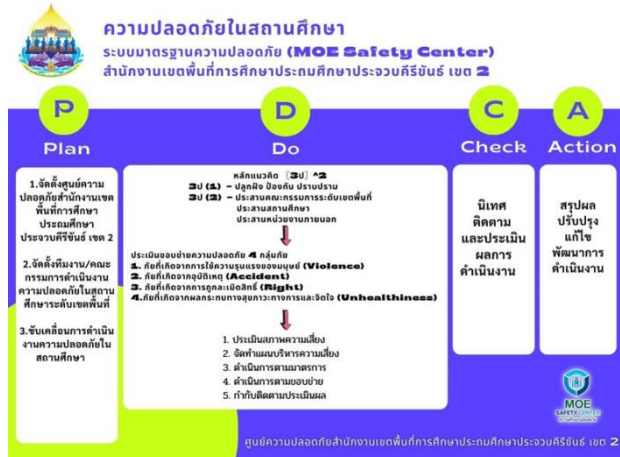 ความปลอดภัยในสถานศึกษา
ระบบมาตรฐานความปลอดภัย (MOE Safety Center)
สำนักงานเขตพื้นที่การศึกษาประถมศึกษาประจวบคีรีขันธ์ เขต 2
P
Plan
1.จัดตั้งศูนย์ความ
ปลอดภัยสำนักงานเขต
พื้นที่การศึกษา
ประถมศึกษา
ประจวบคีรีขันธ์ เขต 2
2.จัดตั้งทีมงาน/คณะ
กรรมการดำเนินงาน
ความปลอดภัยในสถาน
ศึกษาระดับเขตพื้นที่
3.ขับเคลื่อนการดำเนิน
งานความปลอดภัยใน
สถานศึกษา
D
Do
หลักแนวคิด [3ป] ^2
3ป (1) - ปลูกฝัง ป้องกัน ปราบปราม
3ป (2) - ประสานคณะกรรมการระดับเขตพื้นที่
ประสานสถานศึกษา
ประสานหน่วยงานภายนอก
ประเมินขอบข่ายความปลอดภัย 4 กลุ่มภัย
1. ภัยที่เกิดจากการใช้ความรุนแรงของมนุษย์ (Violence)
2. ภัยที่เกิดจากอุบัติเหตุ (Accident)
3. ภัยที่เกิดจากการถูกละเมิดสิทธิ์ (Right)
4.ภัยที่เกิดจากผลกระทบทางสุขภาวะทางกายและจิตใจ (Unhealthiness)
1. ประเมินสภาพความเสี่ยง
2. จัดทำแผนบริหารความเสี่ยง
3. ดำเนินการตามมาตรการ
4. ดำเนินการตามขอบข่าย
5. กำกับติดตามประเมินผล
C
Check
นิเทศ
ติดตาม
และประเมิน
ผลการ
ดำเนินงาน
A
Action
สรุปผล
ปรับปรุง
แก้ไข
พัฒนาการ
ดำเนินงาน
MOE
SAFETY CENTER
ศูนย์ความปลอดภัยสำนักงานเขตพื้นที่การศึกษาประถมศึกษาประจวบคีรีขันธ์ เขต 2